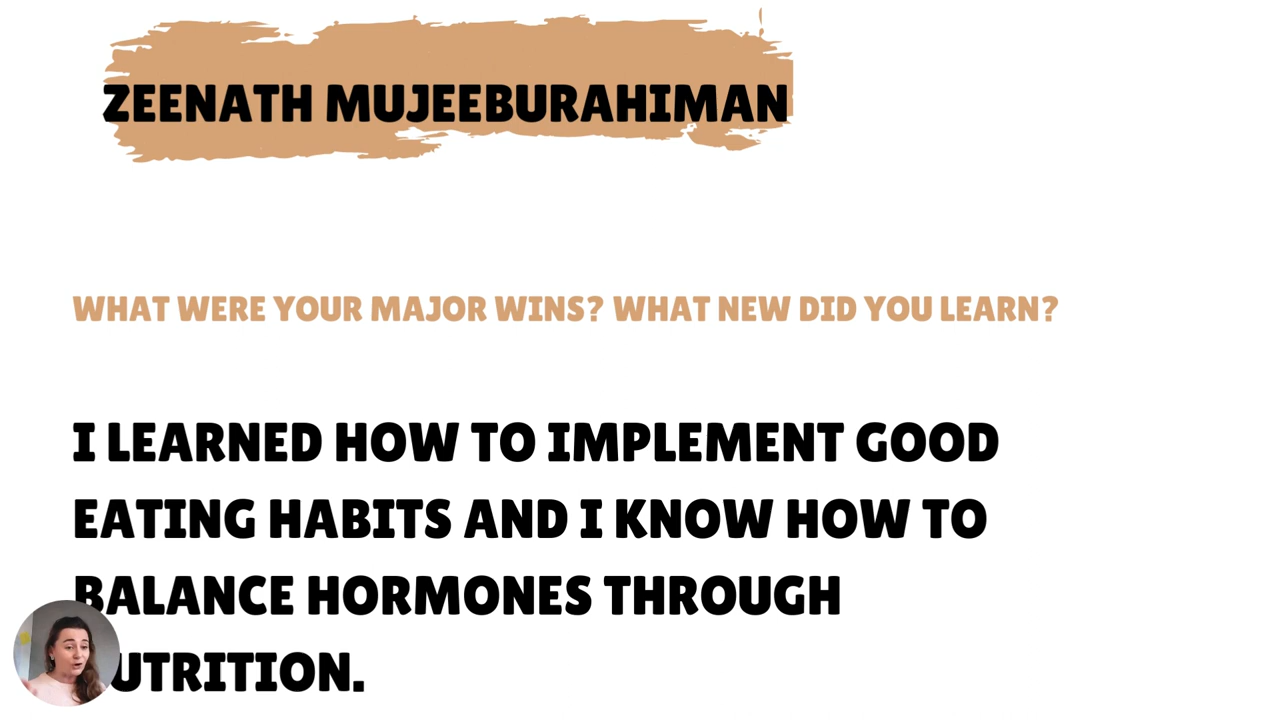 ZEENATH MUJEEBURAHIMAN
WHAT WERE YOUR MAJOR WINS? WHAT NEW DID YOU LEARN?
I LEARNED HOW TO IMPLEMENT GOOD
EATING HABITS AND I KNOW HOW TO
BALANCE HORMONES THROUGH
NUTRITION.